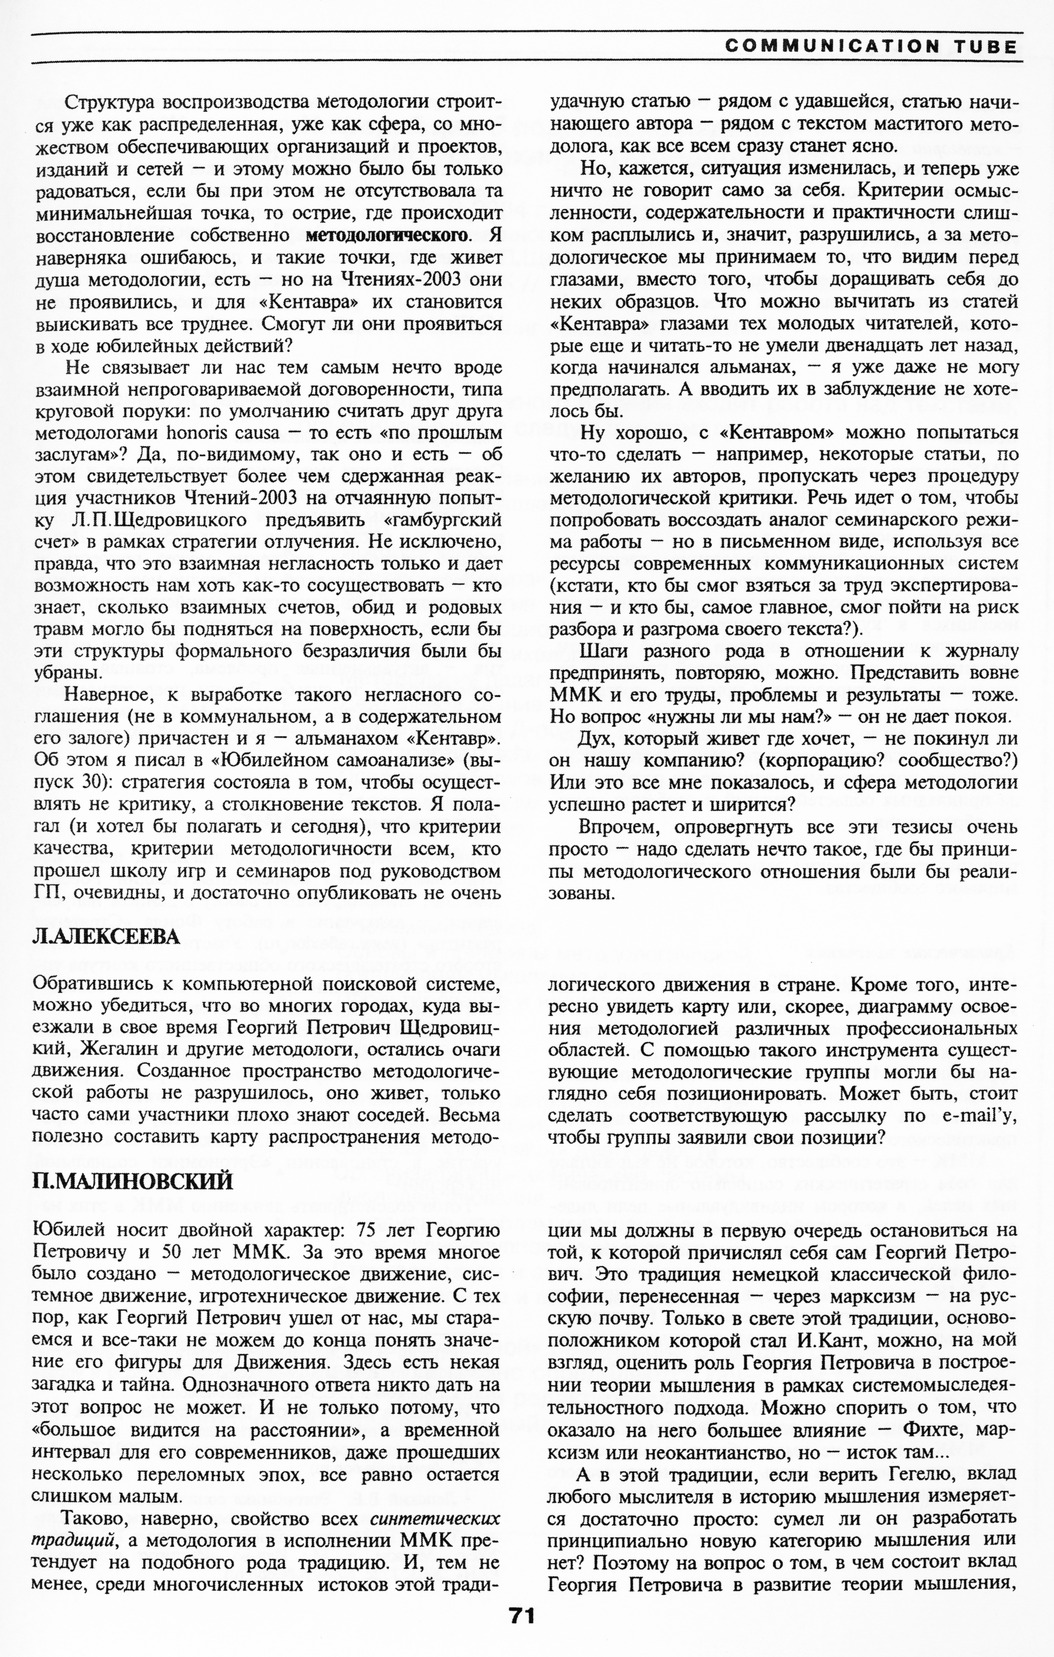 COMMUNICATION TUBE
Структура воспроизводства методологии строит-
ся уже как распределенная, уже как сфера, со мно-
жеством обеспечивающих организаций и проектов,
изданий и сетей — и этому можно было бы только
радоваться, если бы при этом не отсутствовала та
минимальнейшая точка, то острие, где происходит
восстановление собственно методологического. Я
наверняка ошибаюсь, и такие точки, где живет
душа методологии, есть — но на Чтениях-2003 они
не проявились, и для «Кентавра» их становится
выискивать все труднее. Смогут ли они проявиться
в ходе юбилейных действий?
Не связывает ли нас тем самым нечто вроде
взаимной непроговариваемой договоренности, типа
круговой поруки: по умолчанию считать друг друга
методологами honoris causa — то есть «по прошлым
заслугам»? Да, по-видимому, так оно и есть — об
этом свидетельствует более чем сдержанная реак-
ция участников Чтений-2003 на отчаянную попыт-
ку Л.П.Щедровицкого предъявить «гамбургский
счет» в рамках стратегии отлучения. Не исключено,
правда, что это взаимная негласность только и дает
возможность нам хоть как-то сосуществовать — кто
знает, сколько взаимных счетов, обид и родовых
травм могло бы подняться на поверхность, если бы
эти структуры формального безразличия были бы
убраны.
Наверное, к выработке такого негласного со-
глашения (не в коммунальном, а в содержательном
его залоге) причастен и я — альманахом «Кентавр».
Об этом я писал в «Юбилейном самоанализе» (вы-
пуск 30): стратегия состояла в том, чтобы осущест-
влять не критику, а столкновение текстов. Я пола-
гал (и хотел бы полагать и сегодня), что критерии
качества, критерии методологичности всем, кто
прошел школу игр и семинаров под руководством
ГП, очевидны, и достаточно опубликовать не очень
удачную статью — рядом с удавшейся, статью начи-
нающего автора — рядом с текстом маститого мето-
долога, как все всем сразу станет ясно.
Но, кажется, ситуация изменилась, и теперь уже
ничто не говорит само за себя. Критерии осмыс-
ленности, содержательности и практичности слиш-
ком расплылись и, значит, разрушились, а за мето-
дологическое мы принимаем то, что видим перед
глазами, вместо того, чтобы доращивать себя до
неких образцов. Что можно вычитать из статей
«Кентавра» глазами тех молодых читателей, кото-
рые еще и читать-то не умели двенадцать лет назад,
когда начинался альманах, — я уже даже не могу
предполагать. А вводить их в заблуждение не хоте-
лось бы.
Ну хорошо, с «Кентавром» можно попытаться
что-то сделать — например, некоторые статьи, по
желанию их авторов, пропускать через процедуру
методологической критики. Речь идет о том, чтобы
попробовать воссоздать аналог семинарского режи-
ма работы — но в письменном виде, используя все
ресурсы современных коммуникационных систем
(кстати, кто бы смог взяться за труд экспертирова-
ния — и кто бы, самое главное, смог пойти на риск
разбора и разгрома своего текста?).
Шаги разного рода в отношении к журналу
предпринять, повторяю, можно. Представить вовне
ММК и его труды, проблемы и результаты — тоже.
Но вопрос «нужны ли мы нам?» — он не дает покоя.
Дух, который живет где хочет, — не покинул ли
он нашу компанию? (корпорацию? сообщество?)
Или это все мне показалось, и сфера методологии
успешно растет и ширится?
Впрочем, опровергнуть все эти тезисы очень
просто — надо сделать нечто такое, где бы принци-
пы методологического отношения были бы реали-
зованы.
Л.АЛЕКСЕЕВА
Обратившись к компьютерной поисковой системе,
можно убедиться, что во многих городах, куда вы-
езжали в свое время Георгий Петрович Щедровиц-
кий, Жегалин и другие методологи, остались очаги
движения. Созданное пространство методологиче-
ской работы не разрушилось, оно живет, только
часто сами участники плохо знают соседей. Весьма
полезно составить карту распространения методо-
логического движения в стране. Кроме того, инте-
ресно увидеть карту или, скорее, диаграмму освое-
ния методологией различных профессиональных
областей. С помощью такого инструмента сущест-
вующие методологические группы могли бы на-
глядно себя позиционировать. Может быть, стоит
сделать соответствующую рассылку по e-mail'у,
чтобы группы заявили свои позиции?
П.МАЛИНОВСКИЙ
Юбилей носит двойной характер: 75 лет Георгию
Петровичу и 50 лет ММК. За это время многое
было создано — методологическое движение, сис-
темное движение, игротехническое движение. С тех
пор, как Георгий Петрович ушел от нас, мы стара-
емся и все-таки не можем до конца понять значе-
ние его фигуры для Движения. Здесь есть некая
загадка и тайна. Однозначного ответа никто дать на
этот вопрос не может. И не только потому, что
«большое видится на расстоянии», а временной
интервал для его современников, даже прошедших
несколько переломных эпох, все равно остается
слишком малым.
Таково, наверно, свойство всех синтетических
традиций, а методология в исполнении ММК пре-
тендует на подобного рода традицию. И, тем не
менее, среди многочисленных истоков этой тради-
ции мы должны в первую очередь остановиться на
той, к которой причислял себя сам Георгий Петро-
вич. Это традиция немецкой классической фило-
софии, перенесенная — через марксизм — на рус-
скую почву. Только в свете этой традиции, осново-
положником которой стал И.Кант, можно, на мой
взгляд, оценить роль Георгия Петровича в построе-
нии теории мышления в рамках системомыследея-
тельностного подхода. Можно спорить о том, что
оказало на него большее влияние — Фихте, мар-
ксизм или неокантианство, но — исток там...
А в этой традиции, если верить Гегелю, вклад
любого мыслителя в историю мышления измеряет-
ся достаточно просто: сумел ли он разработать
принципиально новую категорию мышления или
нет? Поэтому на вопрос о том, в чем состоит вклад
Георгия Петровича в развитие теории мышления,
71